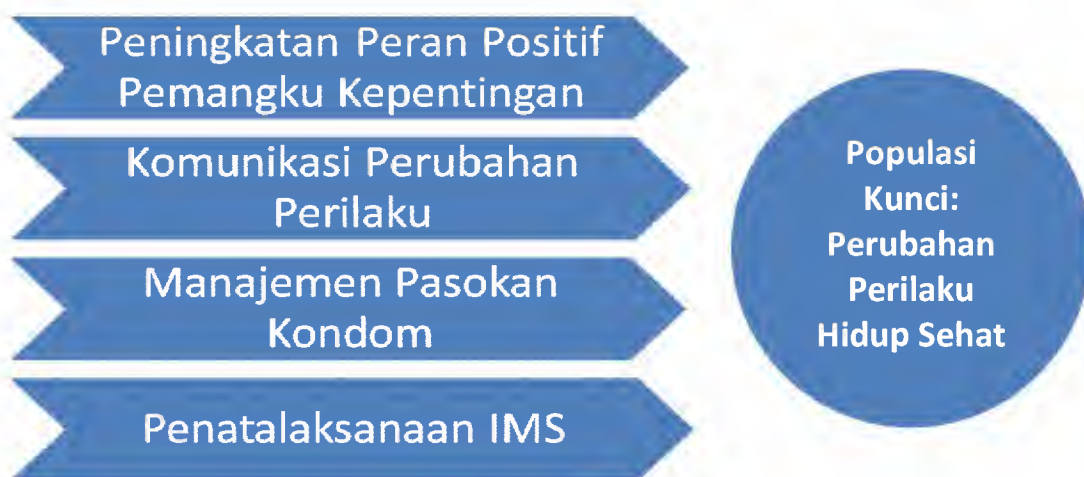 Peningkatan Peran Positif
Pemangku Kepentingan
Komunikasi Perubahan
Perilaku
Manajemen Pasokan
Kondom
Penatalaksanaan IMS
Populasi
Kunci:
Perubahan
Perilaku
Hidup Sehat